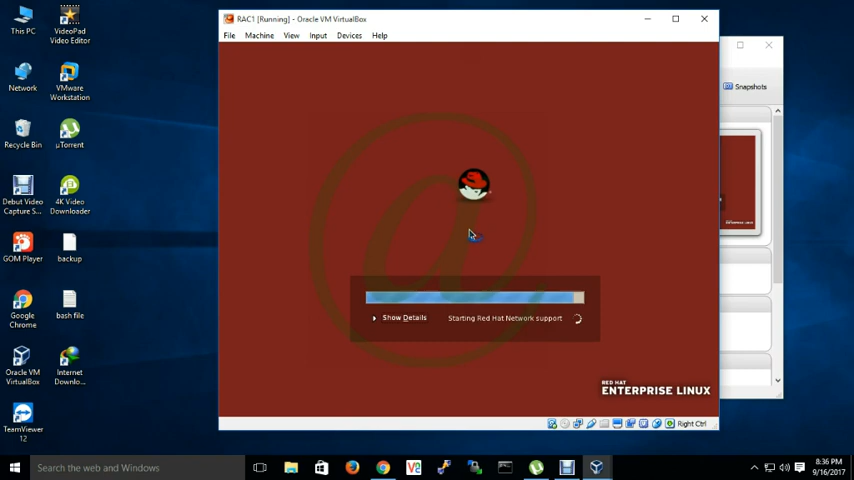 RAC1 [Running] - Oracle VM VirtualBox
File Machine View Input Devices Help
This PC
VideoPad
Video Editor
Network
VMware
Workstation
Recycle Bin
µTorrent
Debut Video
Capture S...
4K Video
Downloader
GOM Player
backup
Google
Chrome
bash file
Oracle VM
VirtualBox
Internet
Downlo...
TeamViewer
12
Snapshots
Show Details
Starting Red Hat Network support
RED HAT
ENTERPRISE LINUX
Right Ctrl
Search the web and Windows
8:36 PM
9/16/2017